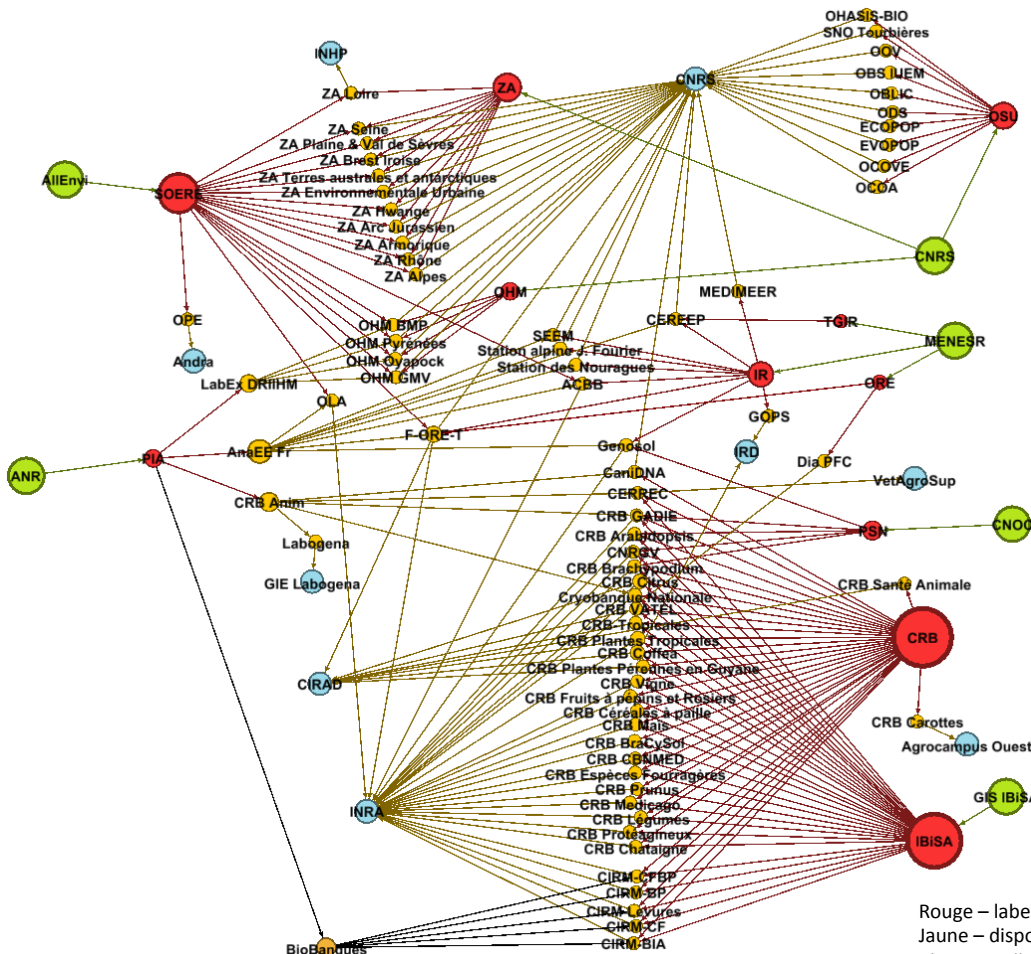 OHASIS-BIO
SNO Tourbières
OOV
OBS IUEM
OBLIC
ODS
ECOPOP
EVOPOP
OCOVE
OCOA
OSU
INHP
ZA Loire
ZA
CNRS
ZA Seine
ZA Plaine & Val de Sèvres
ZA Brest Iroise
ZA Terres australes et antarctiques
ZA Environnementale Urbaine
ZA Hwange
ZA Arc Jurassien
ZA Armorique
ZA Rhône
ZA Alpes
AllEnvi
SOERE
CNRS
OHM
MEDIMEER
OPE
OHM BMP
OHM Pyrénées
OHM Oyapock
OHM GMV
SEEM
Station alpine J. Fourier
Station des Nouragues
ACBB
CEREEP
TGIR
MENESR
Andra
LabEx DRIIHM
OLA
IR
ORE
GOPS
F-ORE-T
AnaEE Fr
Genosol
IRD
Dia PFC
ANR
PIA
CRB Anim
CaniDNA
CERREC
VetAgroSup
CRB GADIE
CRB Arabidopsis
CNRGV
PSN
CNOC
Labogena
GIE Labogena
CRB Brachypodium
CRB Citrus
Cryobanque Nationale
CRB VATEL
CRB-Tropicales
CRB Plantes Tropicales
CRB Coffea
CRB Plantes Pérennes en Guyane
CRB Vigne
CRB Fruits à pépins et Rosiers
CRB Céréales à paille
CRB Maïs
CRB BraCySol
CRB CBNMED
CRB Espèces Fourragères
CRB Prunus
CRB Medicago
CRB Légumes
CRB Protéagineux
CRB Chataigne
CRB Santé Animale
CRB
CIRAD
CRB Carottes
Agrocampus Ouest
INRA
GIS IBiSA
IBiSA
CIRM-CFBP
CIRM-BP
CIRM-Levures
CIRM-CF
CIRM-BIA
BioBanques
Rouge – labe
Jaune – dispo